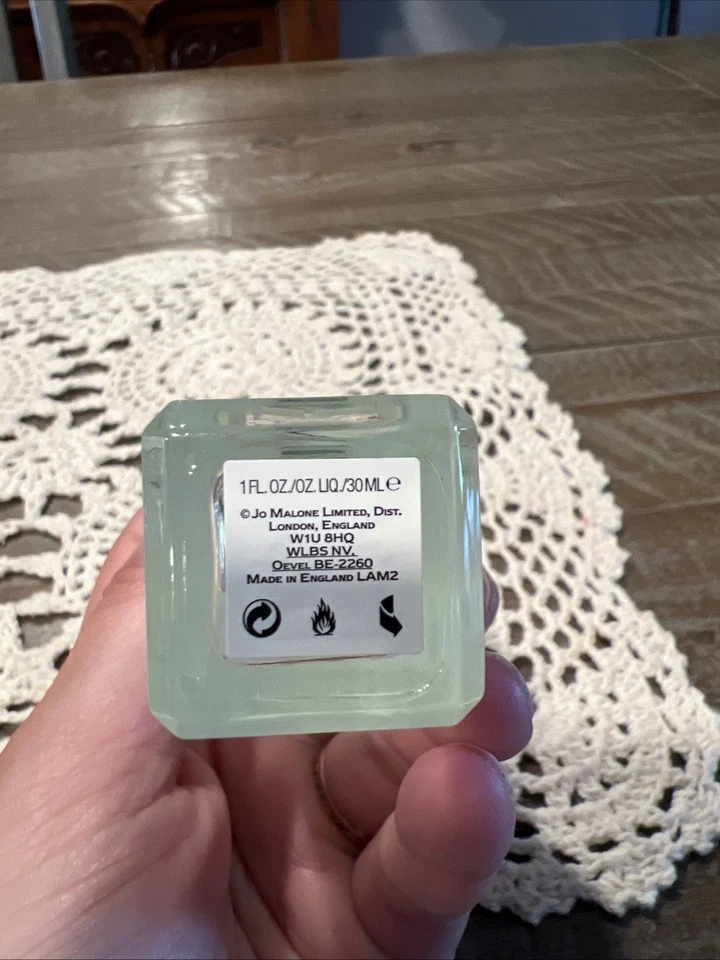 1 FL. OZ./OZ. LIQ./30 ML ℮
© JO MALONE LIMITED, DIST.
LONDON, ENGLAND
W1U 8HQ
WLBS NV,
OEVEL BE-2260
MADE IN ENGLAND LAM2